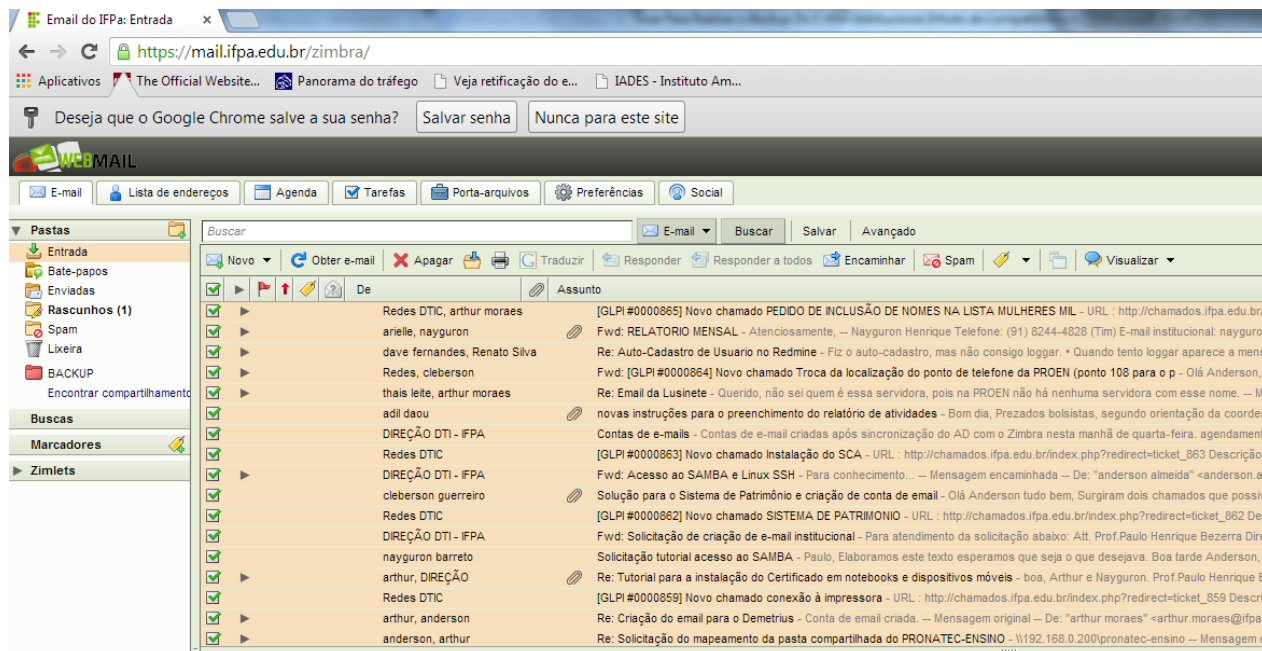 Email do IFPa: Entrada
https://mail.ifpa.edu.br/zimbra/
Aplicativos The Official Website... Panorama do tráfego Veja retificação do e... IADES - Instituto Am...
Deseja que o Google Chrome salve a sua senha? Salvar senha Nunca para este site
WEBMAIL
E-mail Lista de endereços Agenda Tarefas Porta-arquivos Preferências Social
Pastas
Entrada
Bate-papos
Enviadas
Rascunhos (1)
Spam
Lixeira
BACKUP
Encontrar compartilhamento
Buscas
Marcadores
Zimlets
Buscar E-mail Buscar Salvar Avançado
Novo Obter e-mail Apagar Traduzir Responder Responder a todos Encaminhar Spam Visualizar
De Assunto
Redes DTIC, arthur moraes [GLPI #0000865] Novo chamado PEDIDO DE INCLUSÃO DE NOMES NA LISTA MULHERES MIL - URL : http://chamados.ifpa.edu.br/
arielle, nayguron Fwd: RELATORIO MENSAL - Atenciosamente, -- Nayguron Henrique Telefone: (91) 8244-4828 (Tim) E-mail institucional: nayguro
dave fernandes, Renato Silva Re: Auto-Cadastro de Usuario no Redmine - Fiz o auto-cadastro, mas não consigo loggar. • Quando tento loggar aparece a mens
Redes, cleberson Fwd: [GLPI #0000864] Novo chamado Troca da localização do ponto de telefone da PROEN (ponto 108 para o p - Olá Anderson,
thais leite, arthur moraes Re: Email da Lusinete - Querido, não sei quem é essa servidora, pois na PROEN não há nenhuma servidora com esse nome. -- M
adil daou novas instruções para o preenchimento do relatório de atividades - Bom dia, Prezados bolsistas, segundo orientação da coorde
DIREÇÃO DTI - IFPA Contas de e-mails - Contas de e-mail criadas após sincronização do AD com o Zimbra nesta manhã de quarta-feira. agendament
Redes DTIC [GLPI #0000863] Novo chamado Instalação do SCA - URL : http://chamados.ifpa.edu.br/index.php?redirect=ticket_863 Descrição
DIREÇÃO DTI - IFPA Fwd: Acesso ao SAMBA e Linux SSH - Para conhecimento... -- Mensagem encaminhada -- De: "anderson almeida" <anderson.a
cleberson guerreiro Solução para o Sistema de Patrimônio e criação de conta de email - Olá Anderson tudo bem, Surgiram dois chamados que possi
Redes DTIC [GLPI #0000862] Novo chamado SISTEMA DE PATRIMONIO - URL : http://chamados.ifpa.edu.br/index.php?redirect=ticket_862 De
DIREÇÃO DTI - IFPA Fwd: Solicitação de criação de e-mail institucional - Para atendimento da solicitação abaixo: Att. Prof.Paulo Henrique Bezerra Dire
nayguron barreto Solicitação tutorial acesso ao SAMBA - Paulo, Elaboramos este texto esperamos que seja o que desejava. Boa tarde Anderson,
arthur, DIREÇÃO Re: Tutorial para a instalação do Certificado em notebooks e dispositivos móveis - boa, Arthur e Nayguron. Prof.Paulo Henrique B
Redes DTIC [GLPI #0000859] Novo chamado conexão à impressora - URL : http://chamados.ifpa.edu.br/index.php?redirect=ticket_859 Descri
arthur, anderson Re: Criação do email para o Demetrius - Conta de email criada. -- Mensagem original -- De: "arthur moraes" <arthur.moraes@ifpa
anderson, arthur Re: Solicitação do mapeamento da pasta compartilhada do PRONATEC-ENSINO - \\192.168.0.200\pronatec-ensino -- Mensagem